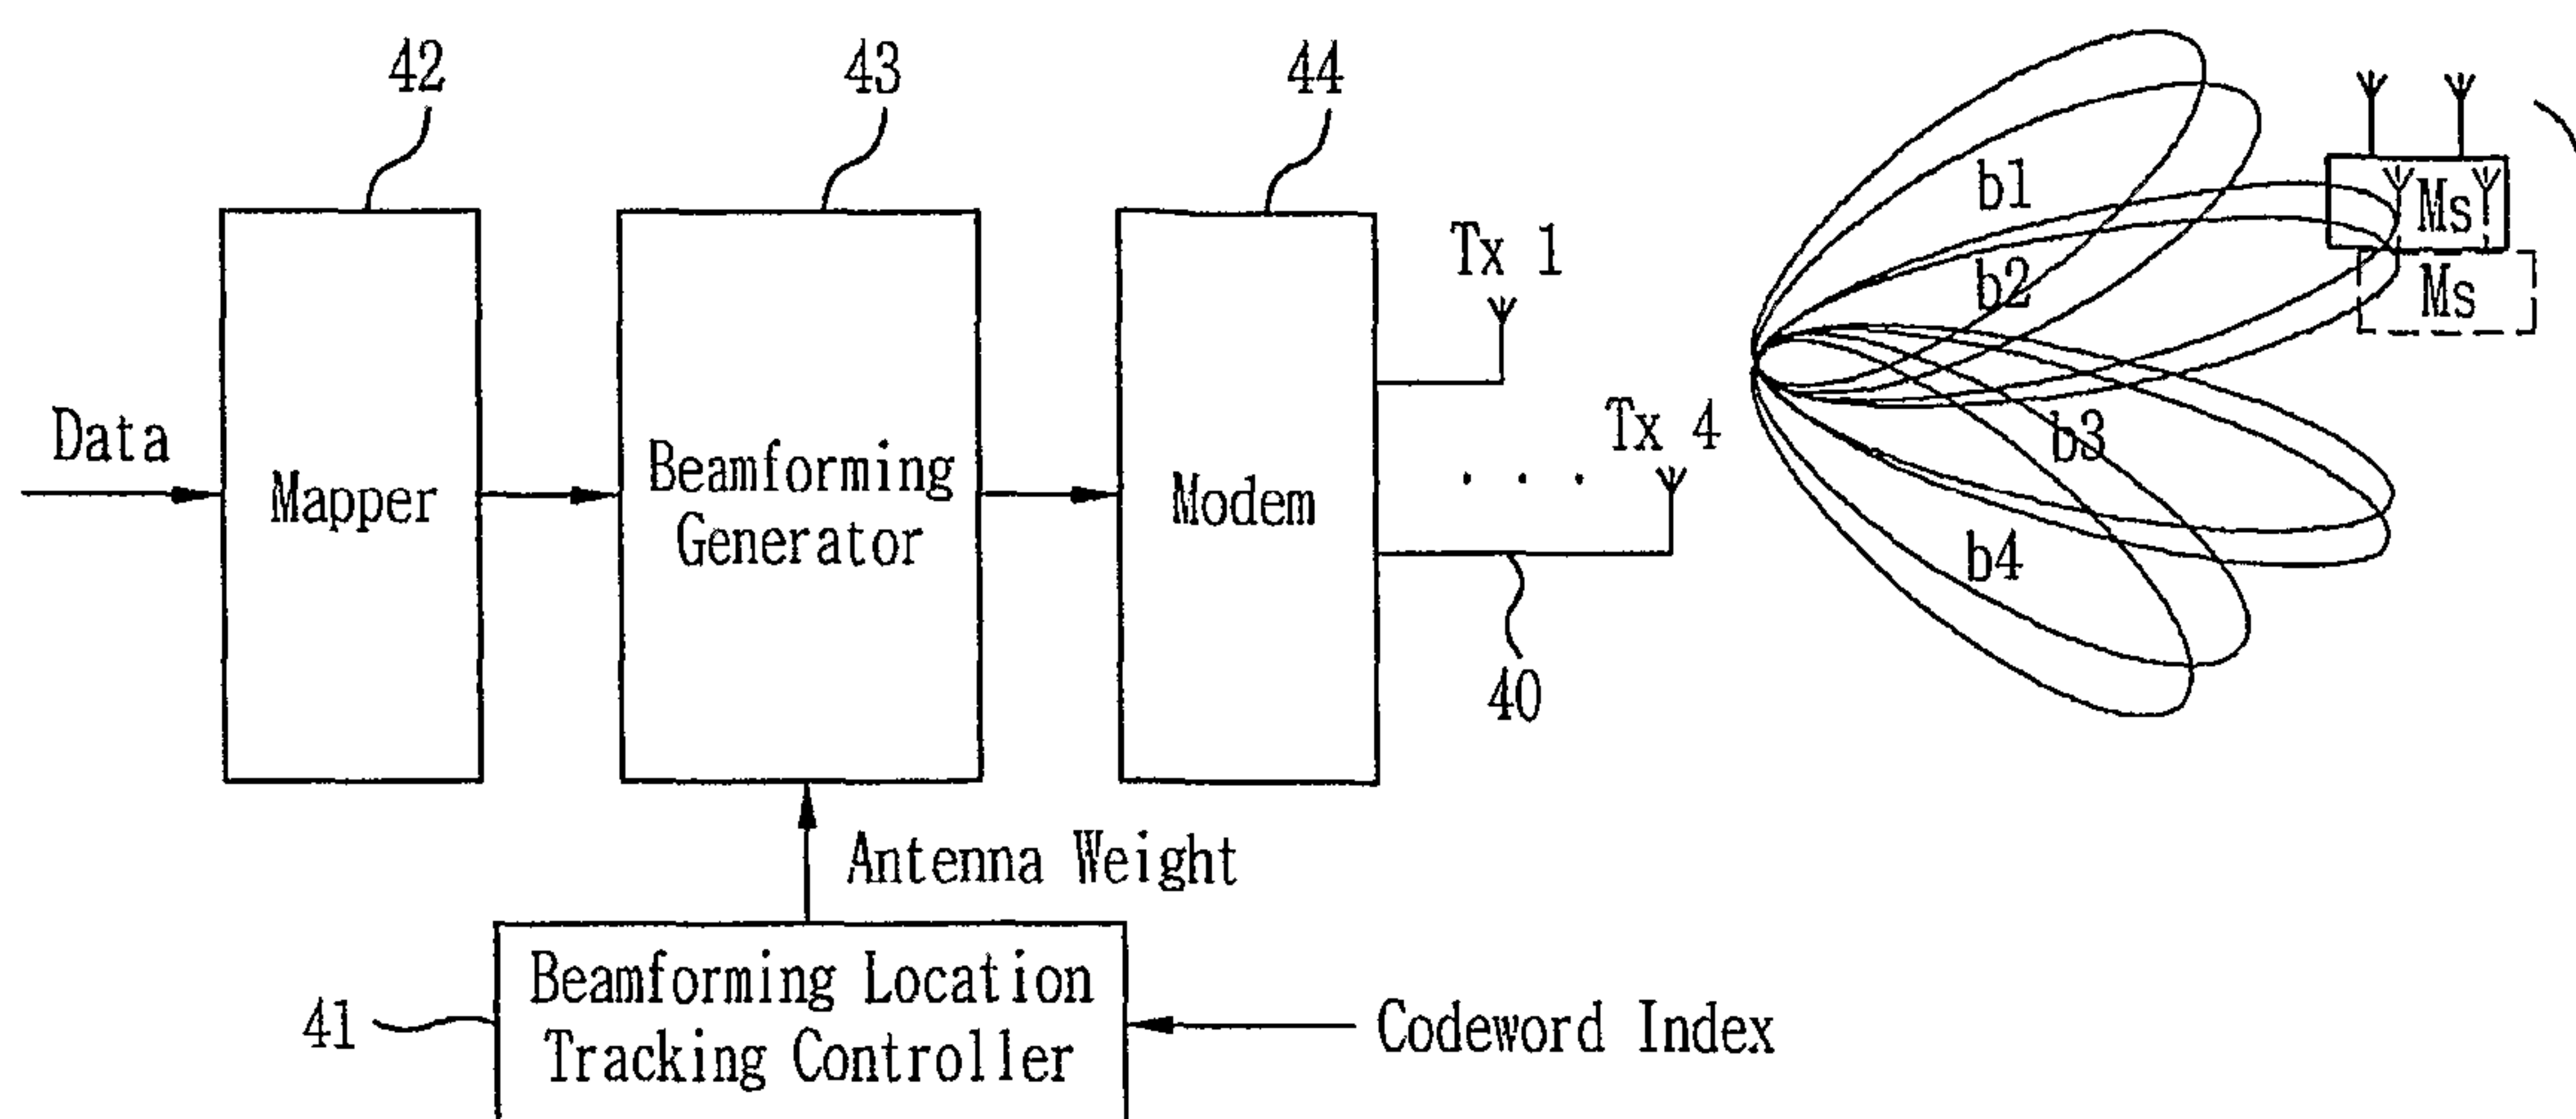 42
43
44
Tx 1
b1
Ms
b2
Ms
Data
Mapper
Beamforming
Generator
Modem
. . .
Tx 4
b3
b4
40
Antenna Weight
41
Beamforming Location
Tracking Controller
Codeword Index